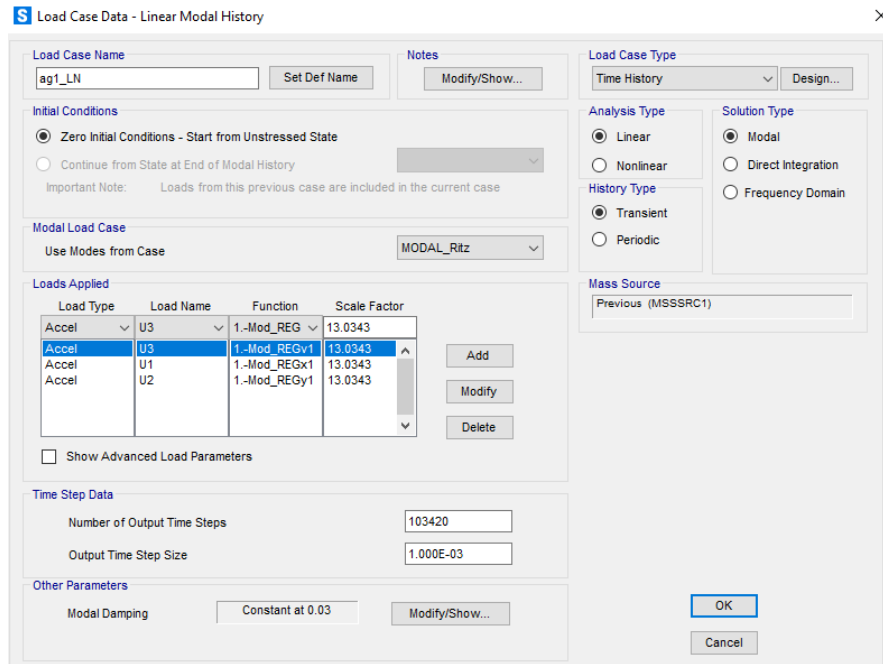 S Load Case Data - Linear Modal History
Load Case Name
ag1_LN
Set Def Name
Notes
Modify/Show...
Load Case Type
Time History
Design...
Initial Conditions
Zero Initial Conditions - Start from Unstressed State
Continue from State at End of Modal History
Important Note: Loads from this previous case are included in the current case
Analysis Type
Linear
Nonlinear
Solution Type
Modal
Direct Integration
Frequency Domain
History Type
Transient
Periodic
Modal Load Case
Use Modes from Case
MODAL_Ritz
Loads Applied
Load Type Load Name Function Scale Factor
Accel U3 1.-Mod_REG 13.0343
Accel U3 1.-Mod_REGv1 13.0343
Accel U1 1.-Mod_REGx1 13.0343
Accel U2 1.-Mod_REGy1 13.0343
Add
Modify
Delete
Show Advanced Load Parameters
Mass Source
Previous (MSSSRC1)
Time Step Data
Number of Output Time Steps 103420
Output Time Step Size 1.000E-03
Other Parameters
Modal Damping Constant at 0.03 Modify/Show...
OK
Cancel